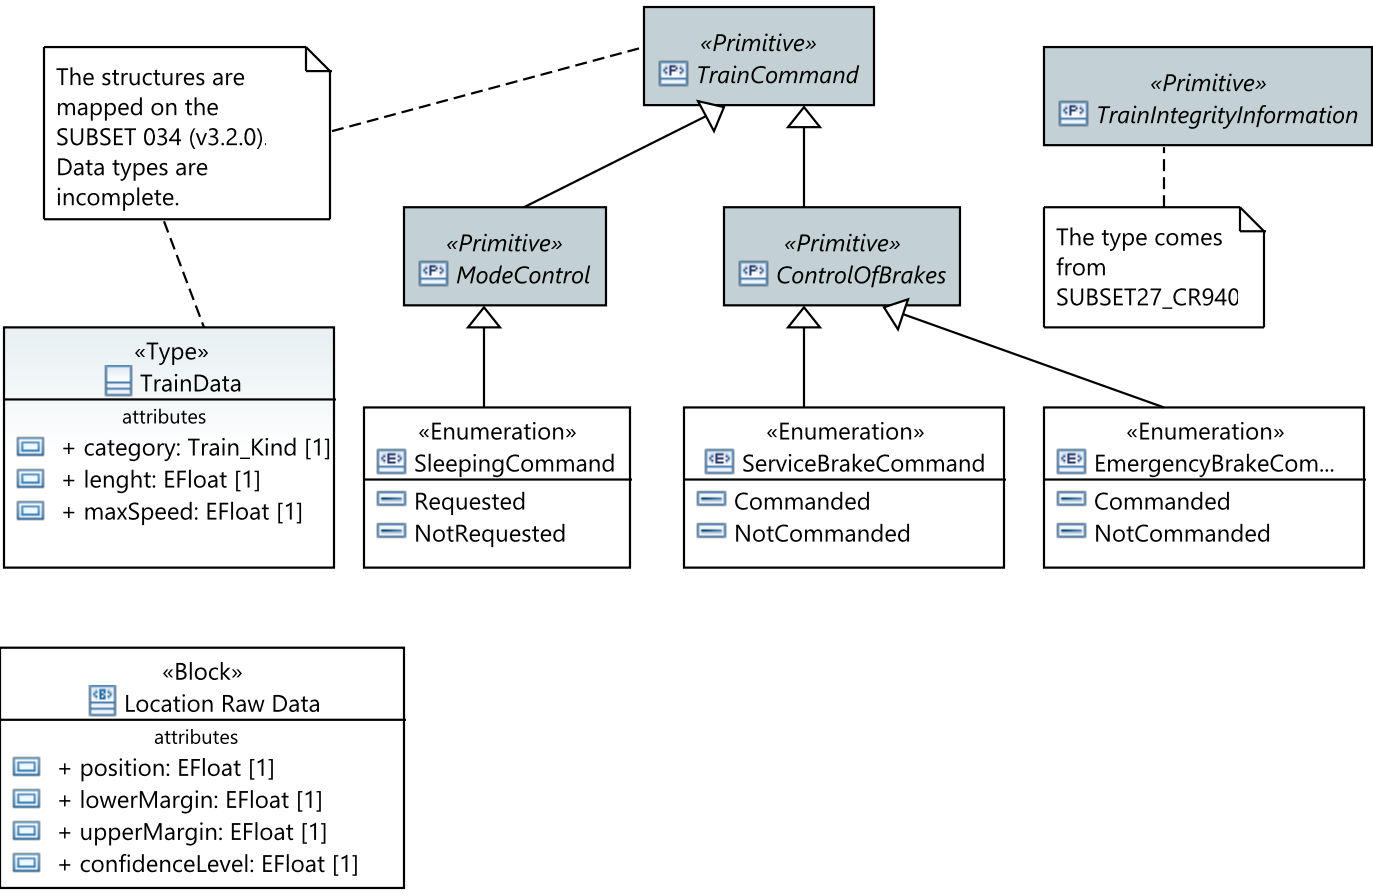 «Primitive»
TrainCommand
The structures are
mapped on the
SUBSET 034 (v3.2.0).
Data types are
incomplete.
«Primitive»
TrainIntegrityInformation
«Primitive»
ModeControl
«Primitive»
ControlOfBrakes
The type comes
from
SUBSET27_CR940
«Type»
TrainData
attributes
+ category: Train_Kind [1]
+ lenght: EFloat [1]
+ maxSpeed: EFloat [1]
«Enumeration»
SleepingCommand
Requested
NotRequested
«Enumeration»
ServiceBrakeCommand
Commanded
NotCommanded
«Enumeration»
EmergencyBrakeCom...
Commanded
NotCommanded
«Block»
Location Raw Data
attributes
+ position: EFloat [1]
+ lowerMargin: EFloat [1]
+ upperMargin: EFloat [1]
+ confidenceLevel: EFloat [1]